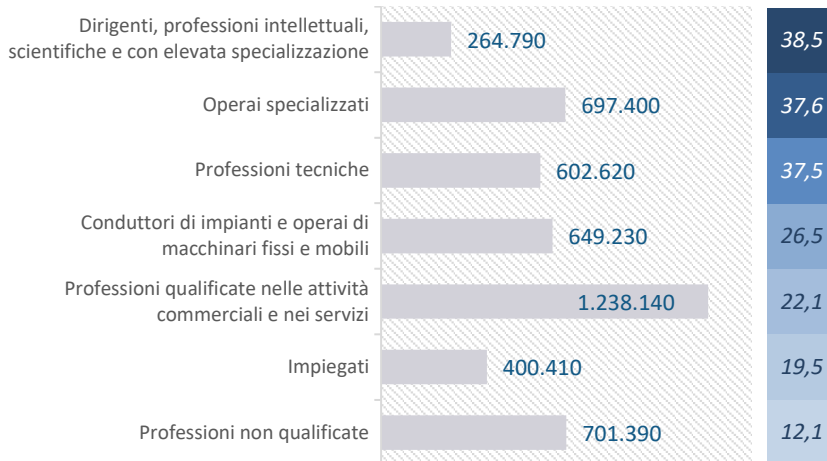 Dirigenti, professioni intellettuali,
scientifiche e con elevata specializzazione
264.790
38,5
Operai specializzati
697.400
37,6
Professioni tecniche
602.620
37,5
Conduttori di impianti e operai di
macchinari fissi e mobili
649.230
26,5
Professioni qualificate nelle attività
commerciali e nei servizi
1.238.140
22,1
Impiegati
400.410
19,5
Professioni non qualificate
701.390
12,1